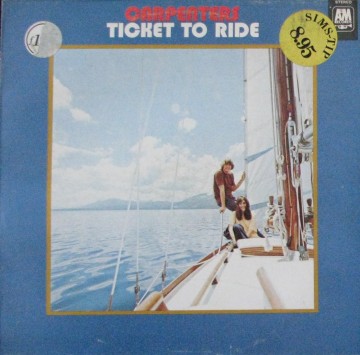 CARPENTERS
TICKET TO RIDE
SIMS-TIP
8.95
STEREO
A&M